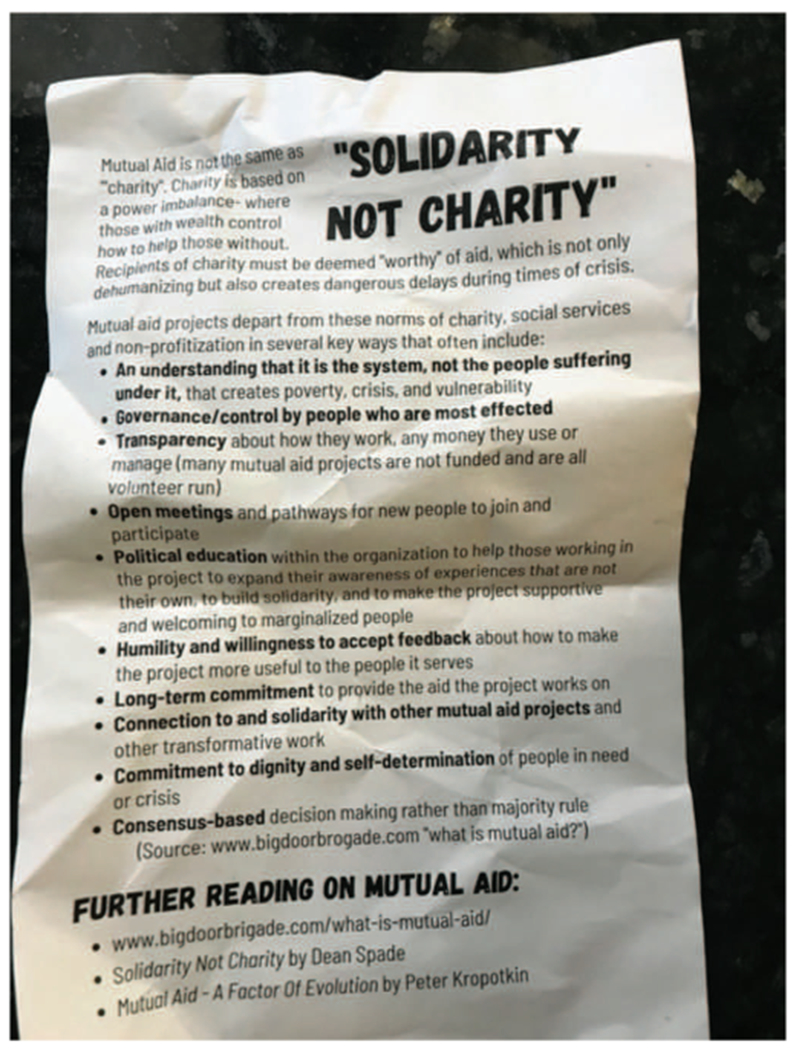 Mutual Aid is not the same as
"charity". Charity is based on
a power imbalance- where
those with wealth control
how to help those without.
"SOLIDARITY
NOT CHARITY"
Recipients of charity must be deemed "worthy" of aid, which is not only
dehumanizing but also creates dangerous delays during times of crisis.
Mutual aid projects depart from these norms of charity, social services
and non-profitization in several key ways that often include:
• An understanding that it is the system, not the people suffering
under it, that creates poverty, crisis, and vulnerability
• Governance/control by people who are most effected
• Transparency about how they work, any money they use or
manage (many mutual aid projects are not funded and are all
volunteer run)
• Open meetings and pathways for new people to join and
participate
• Political education within the organization to help those working in
the project to expand their awareness of experiences that are not
their own, to build solidarity, and to make the project supportive
and welcoming to marginalized people
• Humility and willingness to accept feedback about how to make
the project more useful to the people it serves
• Long-term commitment to provide the aid the project works on
• Connection to and solidarity with other mutual aid projects and
other transformative work
• Commitment to dignity and self-determination of people in need
or crisis
• Consensus-based decision making rather than majority rule
(Source: www.bigdoorbrogade.com "what is mutual aid?")
FURTHER READING ON MUTUAL AID:
• www.bigdoorbrigade.com/what-is-mutual-aid/
• Solidarity Not Charity by Dean Spade
• Mutual Aid - A Factor Of Evolution by Peter Kropotkin